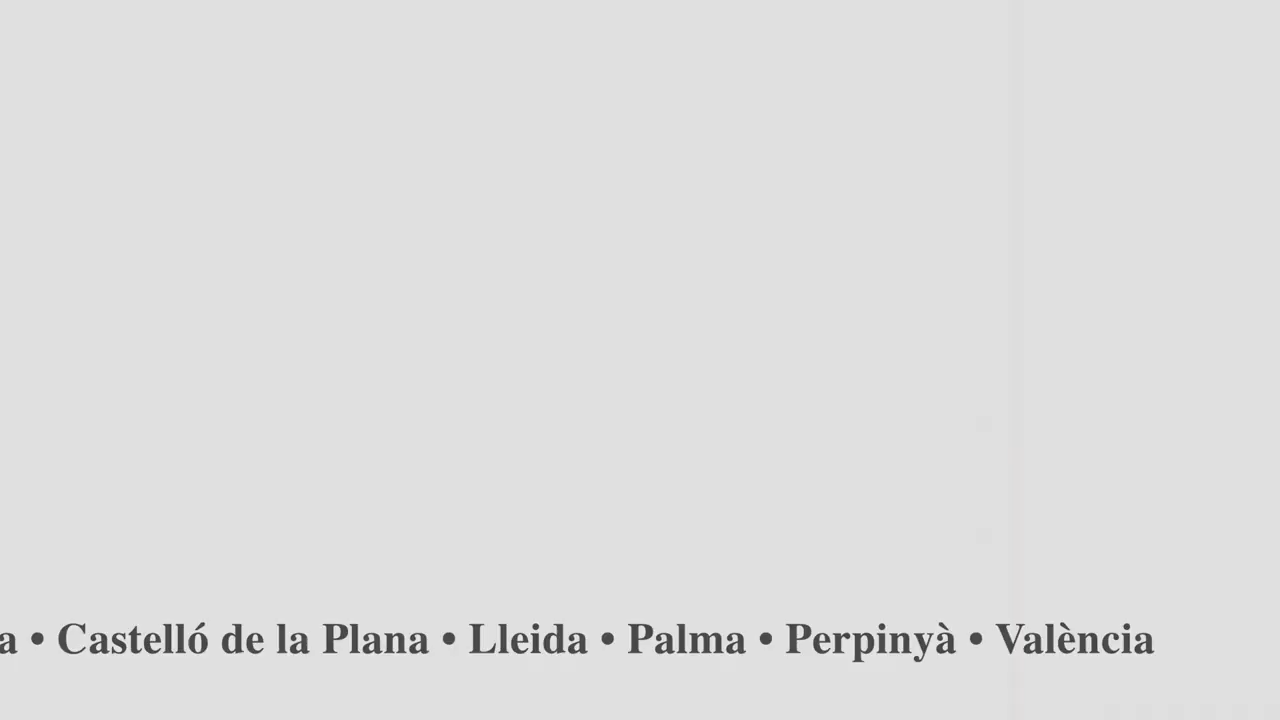 a • Castelló de la Plana • Lleida • Palma • Perpinyà • València